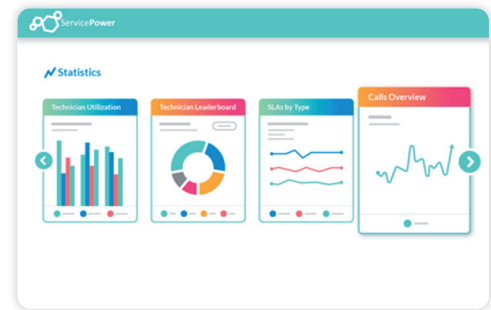 ServicePower
Statistics
Technician Utilization
Technician Leaderboard
SLAs by Type
Calls Overview